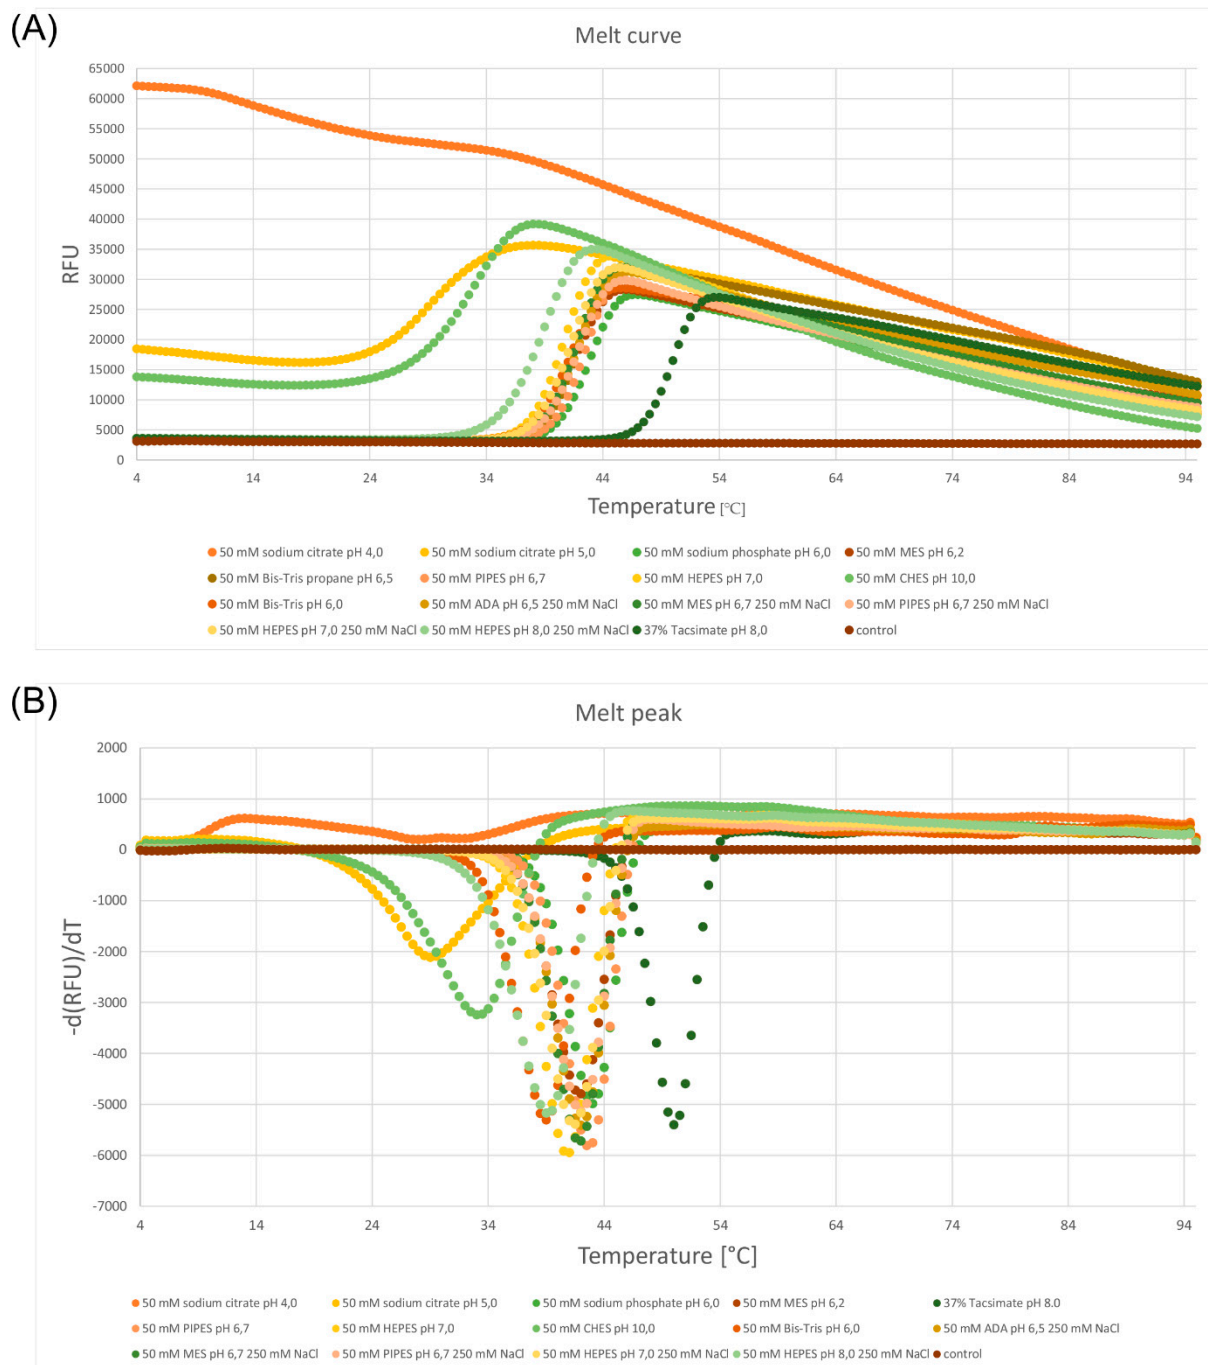 (A)
Melt curve
65000
60000
55000
50000
45000
40000
35000
30000
25000
20000
15000
10000
5000
0
RFU
4 14 24 34 44 54 64 74 84 94
Temperature [°C]
50 mM sodium citrate pH 4,0 50 mM sodium citrate pH 5,0 50 mM sodium phosphate pH 6,0 50 mM MES pH 6,2
50 mM Bis-Tris propane pH 6,5 50 mM PIPES pH 6,7 50 mM HEPES pH 7,0 50 mM CHES pH 10,0
50 mM Bis-Tris pH 6,0 50 mM ADA pH 6,5 250 mM NaCl 50 mM MES pH 6,7 250 mM NaCl 50 mM PIPES pH 6,7 250 mM NaCl
50 mM HEPES pH 7,0 250 mM NaCl 50 mM HEPES pH 8,0 250 mM NaCl 37% Tacsimate pH 8,0 control
(B)
Melt peak
2000
1000
0
-1000
-2000
-3000
-4000
-5000
-6000
-7000
-d(RFU)/dT
4 14 24 34 44 54 64 74 84 94
Temperature [°C]
50 mM sodium citrate pH 4,0 50 mM sodium citrate pH 5,0 50 mM sodium phosphate pH 6,0 50 mM MES pH 6,2 37% Tacsimate pH 8.0
50 mM PIPES pH 6,7 50 mM HEPES pH 7,0 50 mM CHES pH 10,0 50 mM Bis-Tris pH 6,0 50 mM ADA pH 6,5 250 mM NaCl
50 mM MES pH 6,7 250 mM NaCl 50 mM PIPES pH 6,7 250 mM NaCl 50 mM HEPES pH 7,0 250 mM NaCl 50 mM HEPES pH 8,0 250 mM NaCl control